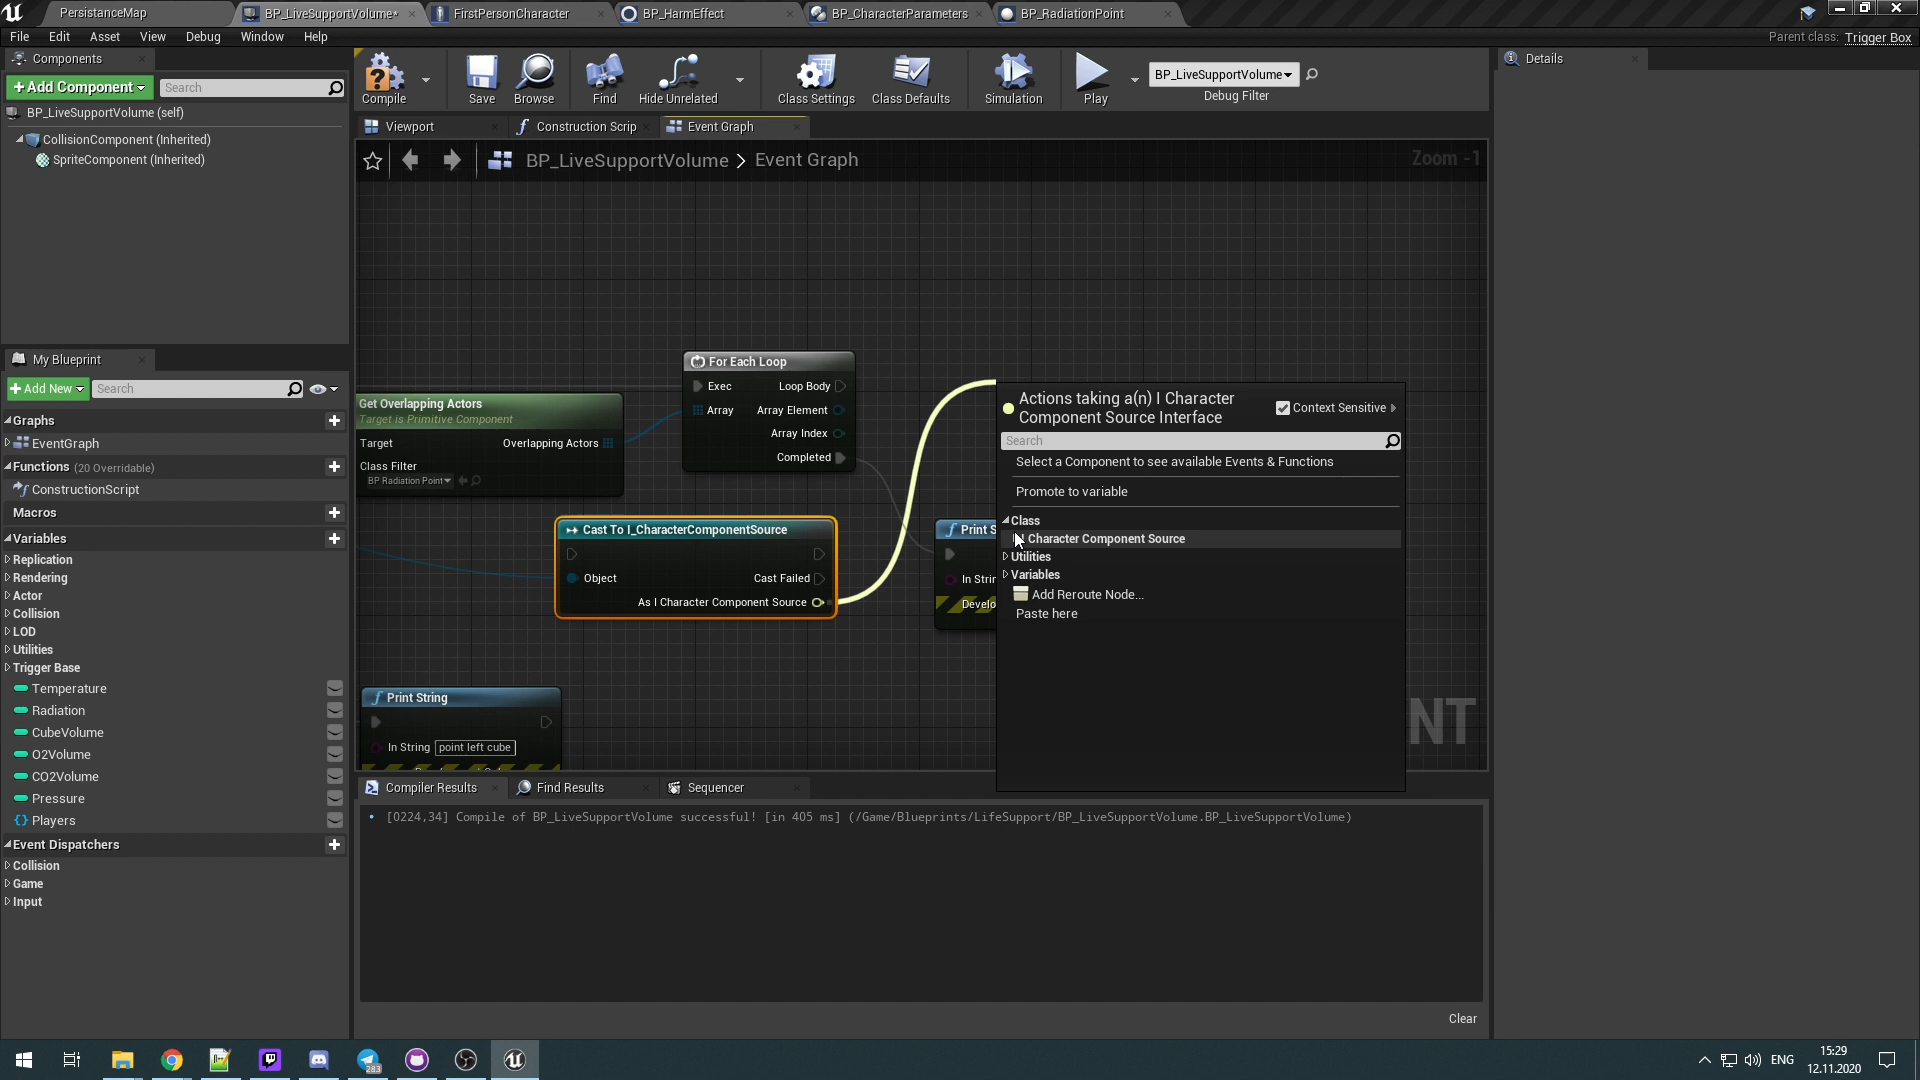 PersistanceMap
BP_LiveSupportVolume*
FirstPersonCharacter
BP_HarmEffect
BP_CharacterParameters
BP_RadiationPoint
File
Edit
Asset
View
Debug
Window
Help
Parent class: Trigger Box
Components
+Add Component
Search
BP_LiveSupportVolume (self)
CollisionComponent (Inherited)
SpriteComponent (Inherited)
Compile
Save
Browse
Find
Hide Unrelated
Class Settings
Class Defaults
Simulation
Play
BP_LiveSupportVolume
Debug Filter
Details
Viewport
Construction Scrip
Event Graph
BP_LiveSupportVolume > Event Graph
Zoom -1
My Blueprint
+Add New
Search
Graphs
EventGraph
Functions (20 Overridable)
ConstructionScript
Macros
Variables
Replication
Rendering
Actor
Collision
LOD
Utilities
Trigger Base
Temperature
Radiation
CubeVolume
O2Volume
CO2Volume
Pressure
Players
Event Dispatchers
Collision
Game
Input
Get Overlapping Actors
Target is Primitive Component
Target
Overlapping Actors
Class Filter
BP Radiation Point
For Each Loop
Exec
Loop Body
Array
Array Element
Array Index
Completed
Cast To I_CharacterComponentSource
Object
Cast Failed
As I Character Component Source
Print S
In Strin
Develo
Print String
In String
point left cube
Actions taking a(n) I Character
Component Source Interface
Context Sensitive
Search
Select a Component to see available Events & Functions
Promote to variable
Class
I Character Component Source
Utilities
Variables
Add Reroute Node...
Paste here
NT
Compiler Results
Find Results
Sequencer
[0224,34] Compile of BP_LiveSupportVolume successful! [in 405 ms] (/Game/Blueprints/LifeSupport/BP_LiveSupportVolume.BP_LiveSupportVolume)
Clear
283
ENG
15:29
12.11.2020